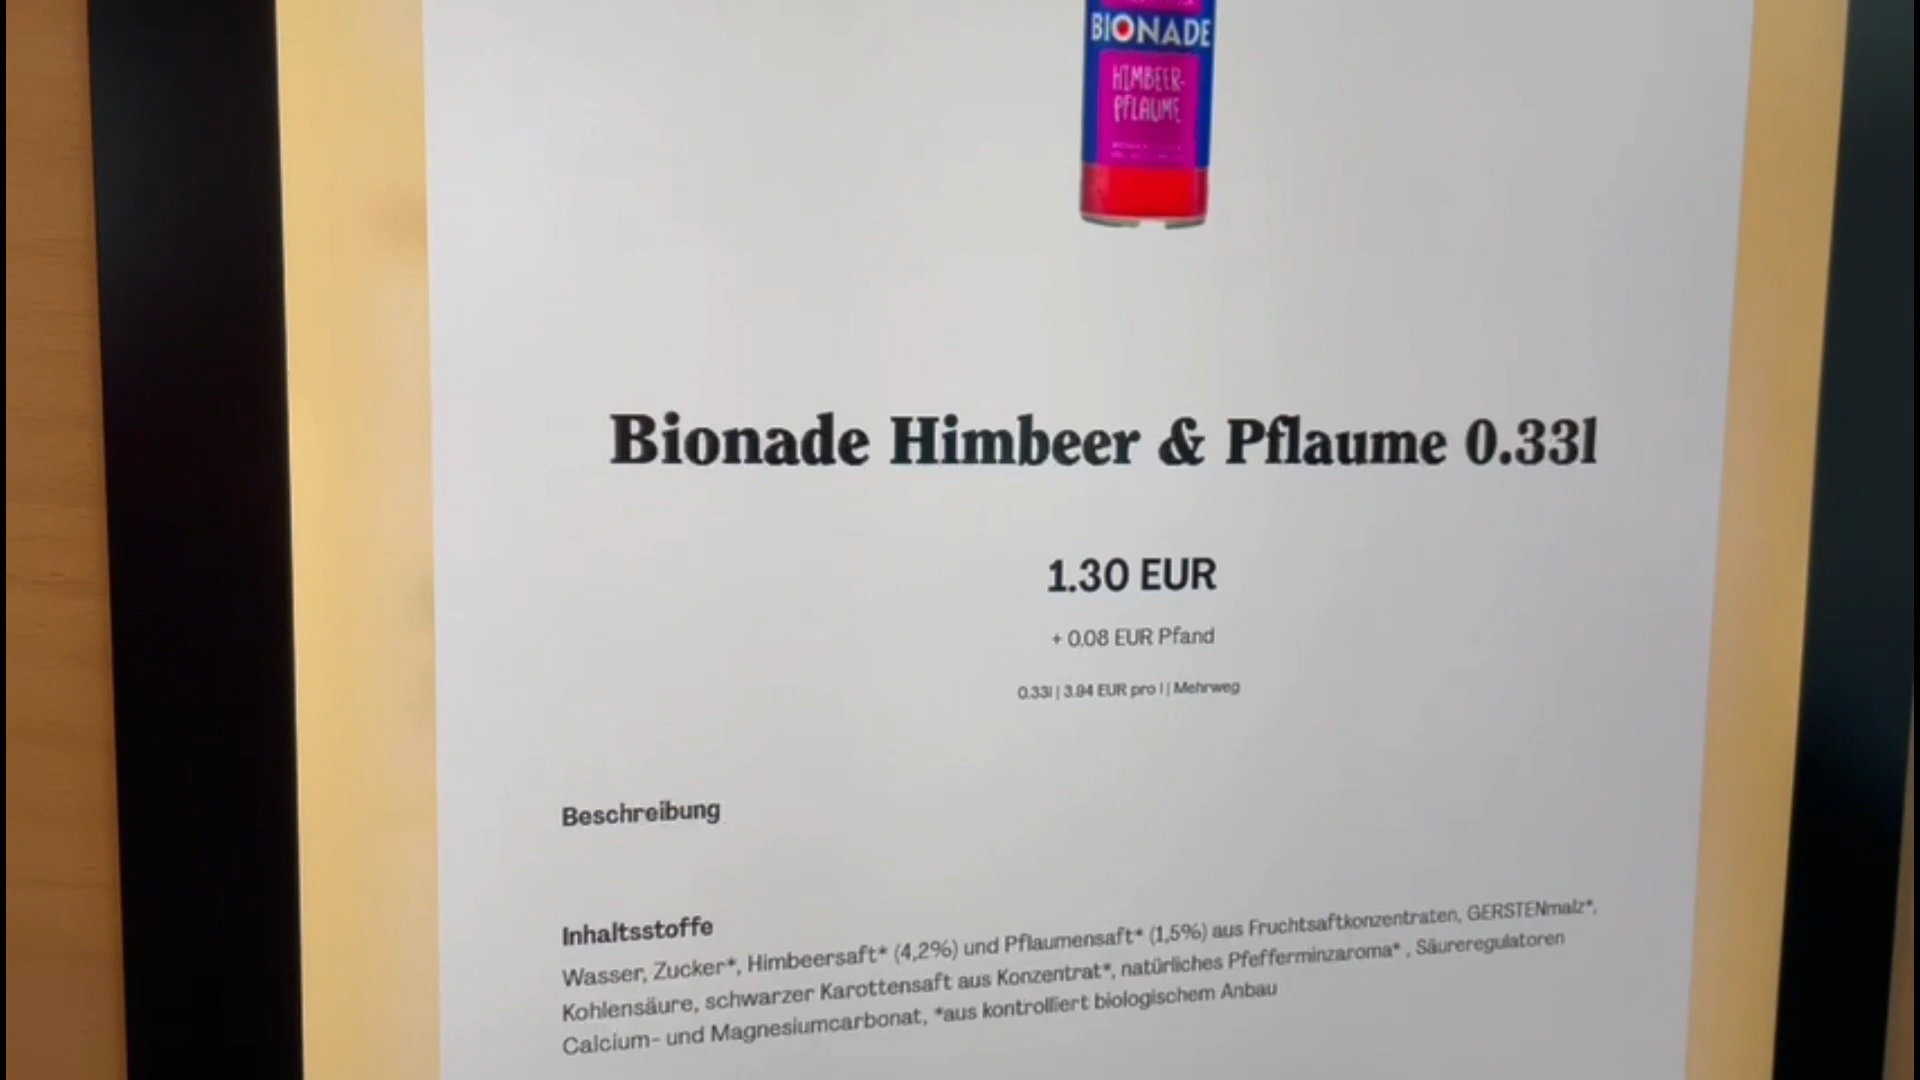 BIONADE
HIMBEER-
PFLAUME
Bionade Himbeer & Pflaume 0.33l
1.30 EUR
+ 0.08 EUR Pfand
0.33l | 3.94 EUR pro l | Mehrweg
Beschreibung
Inhaltsstoffe
Wasser, Zucker*, Himbeersaft* (4,2%) und Pflaumensaft* (1,5%) aus Fruchtsaftkonzentraten, GERSTENmalz*,
Kohlensäure, schwarzer Karottensaft aus Konzentrat*, natürliches Pfefferminzaroma* , Säureregulatoren
Calcium- und Magnesiumcarbonat, *aus kontrolliert biologischem Anbau